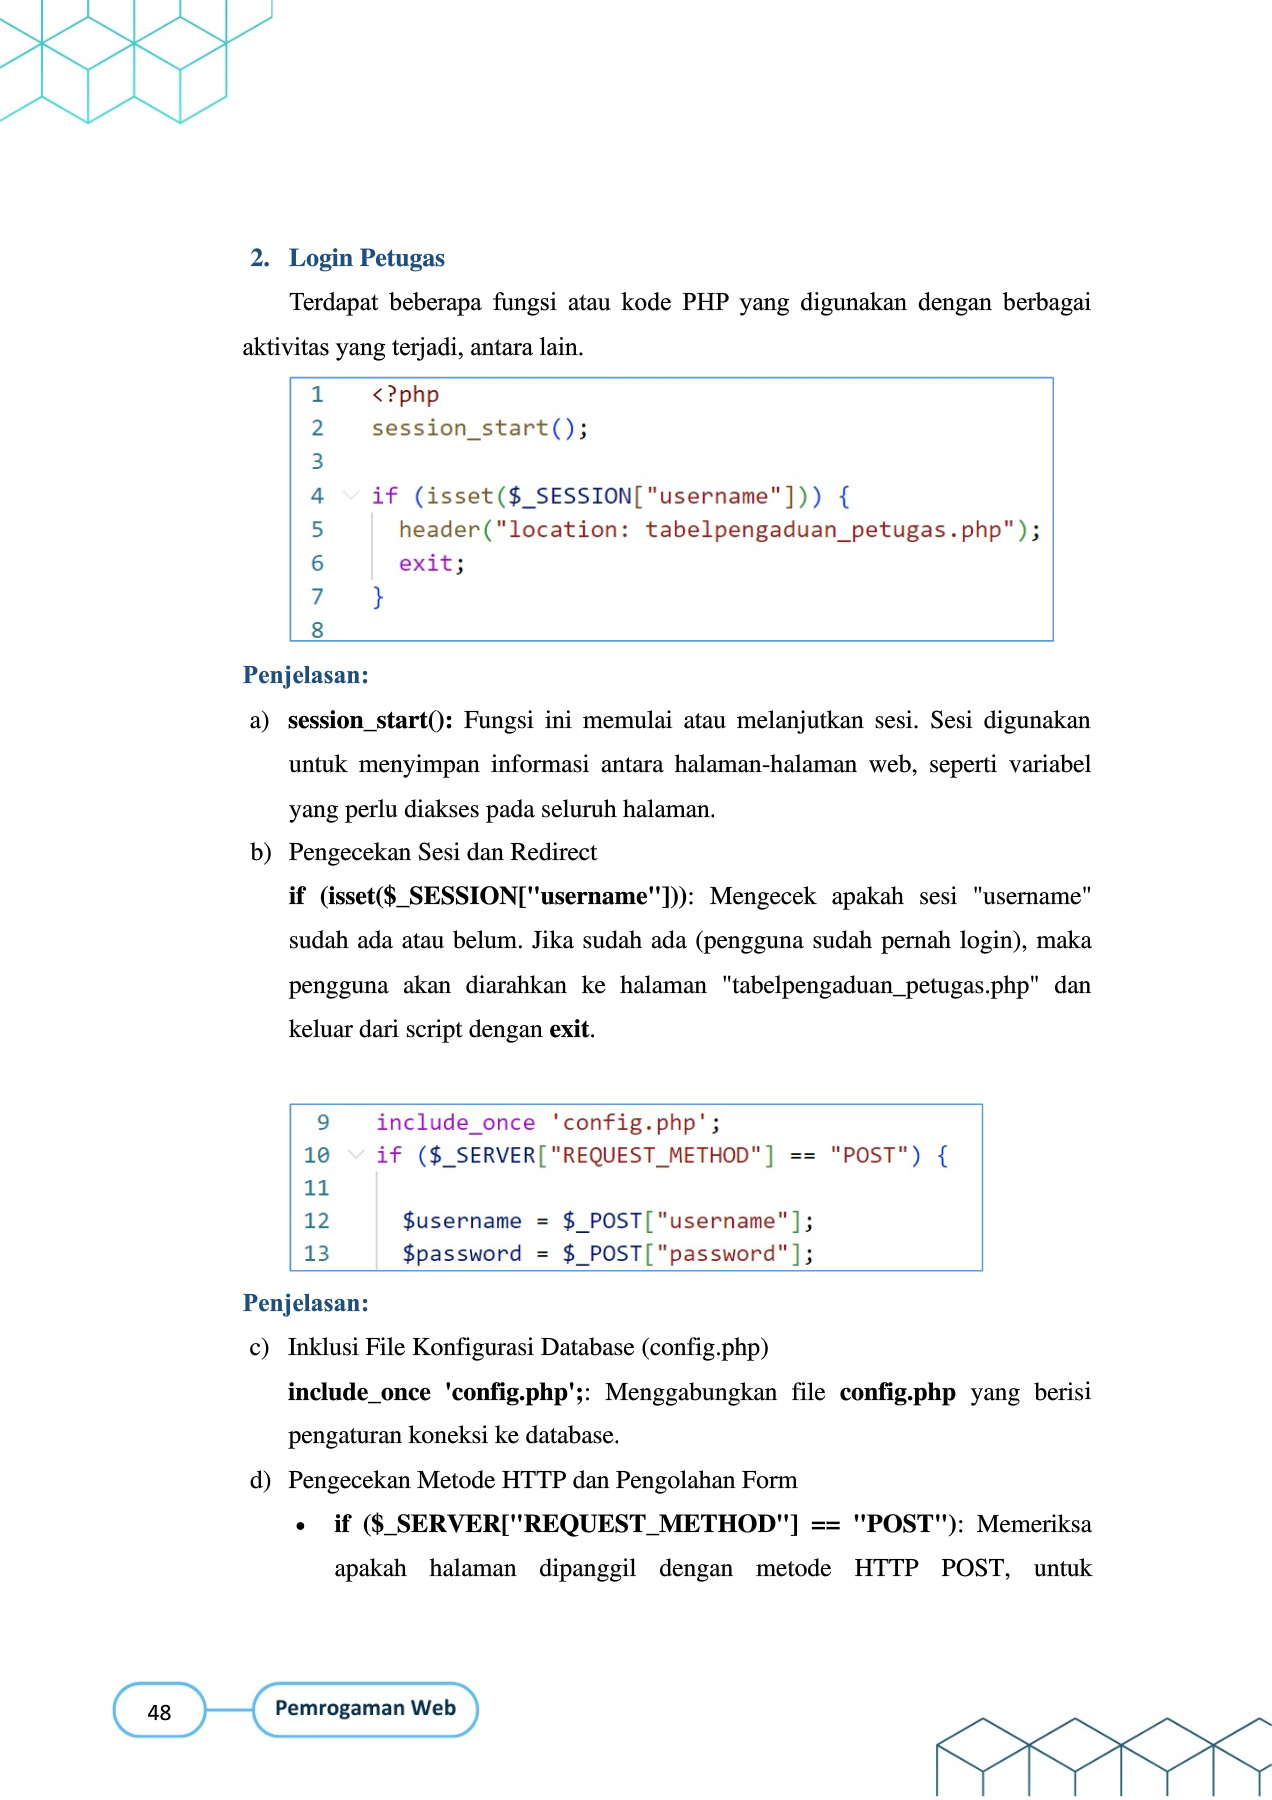 2. Login Petugas
Terdapat beberapa fungsi atau kode PHP yang digunakan dengan berbagai
aktivitas yang terjadi, antara lain.
1 <?php
2 session_start();
3
4 if (isset($_SESSION["username"])) {
5 header("location: tabelpengaduan_petugas.php");
6 exit;
7 }
8
Penjelasan:
a) session_start(): Fungsi ini memulai atau melanjutkan sesi. Sesi digunakan
untuk menyimpan informasi antara halaman-halaman web, seperti variabel
yang perlu diakses pada seluruh halaman.
b) Pengecekan Sesi dan Redirect
if (isset($_SESSION["username"])): Mengecek apakah sesi "username"
sudah ada atau belum. Jika sudah ada (pengguna sudah pernah login), maka
pengguna akan diarahkan ke halaman "tabelpengaduan_petugas.php" dan
keluar dari script dengan exit.
9 include_once 'config.php';
10 if ($_SERVER["REQUEST_METHOD"] == "POST") {
11
12 $username = $_POST["username"];
13 $password = $_POST["password"];
Penjelasan:
c) Inklusi File Konfigurasi Database (config.php)
include_once 'config.php';: Menggabungkan file config.php yang berisi
pengaturan koneksi ke database.
d) Pengecekan Metode HTTP dan Pengolahan Form
• if ($_SERVER["REQUEST_METHOD"] == "POST"): Memeriksa
apakah halaman dipanggil dengan metode HTTP POST, untuk
48 Pemrogaman Web